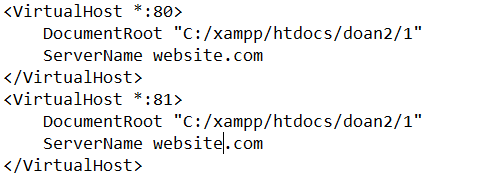 <VirtualHost *:80>
    DocumentRoot "C:/xampp/htdocs/doan2/1"
    ServerName website.com
</VirtualHost>
<VirtualHost *:81>
    DocumentRoot "C:/xampp/htdocs/doan2/1"
    ServerName website.com
</VirtualHost>